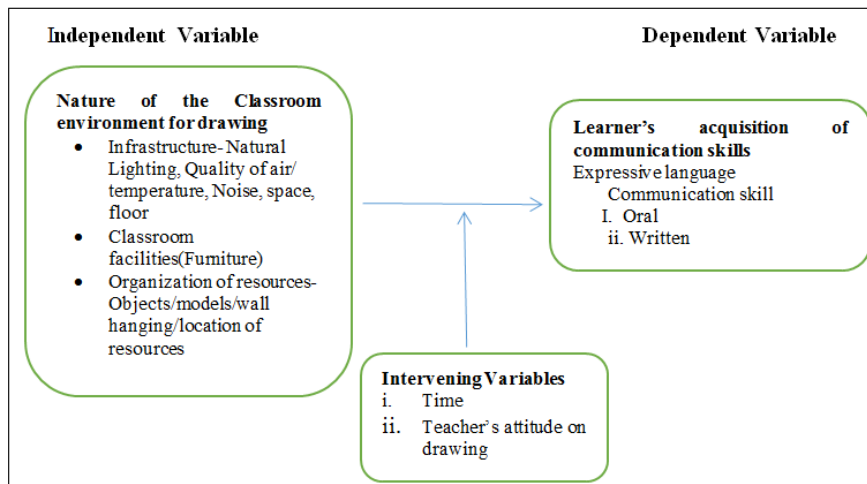 Independent Variable
Dependent Variable
Nature of the Classroom
environment for drawing
• Infrastructure- Natural
Lighting, Quality of air/
temperature, Noise, space,
floor
• Classroom
facilities(Furniture)
• Organization of resources-
Objects/models/wall
hanging/location of
resources
Learner's acquisition of
communication skills
Expressive language
Communication skill
I. Oral
ii. Written
Intervening Variables
i. Time
ii. Teacher's attitude on
drawing